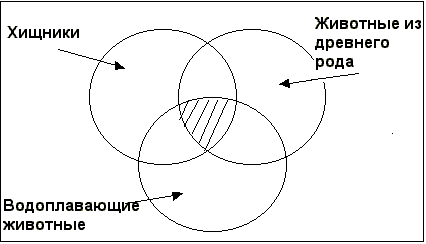 Хищники
Животные из
древнего
рода
Водоплавающие
животные